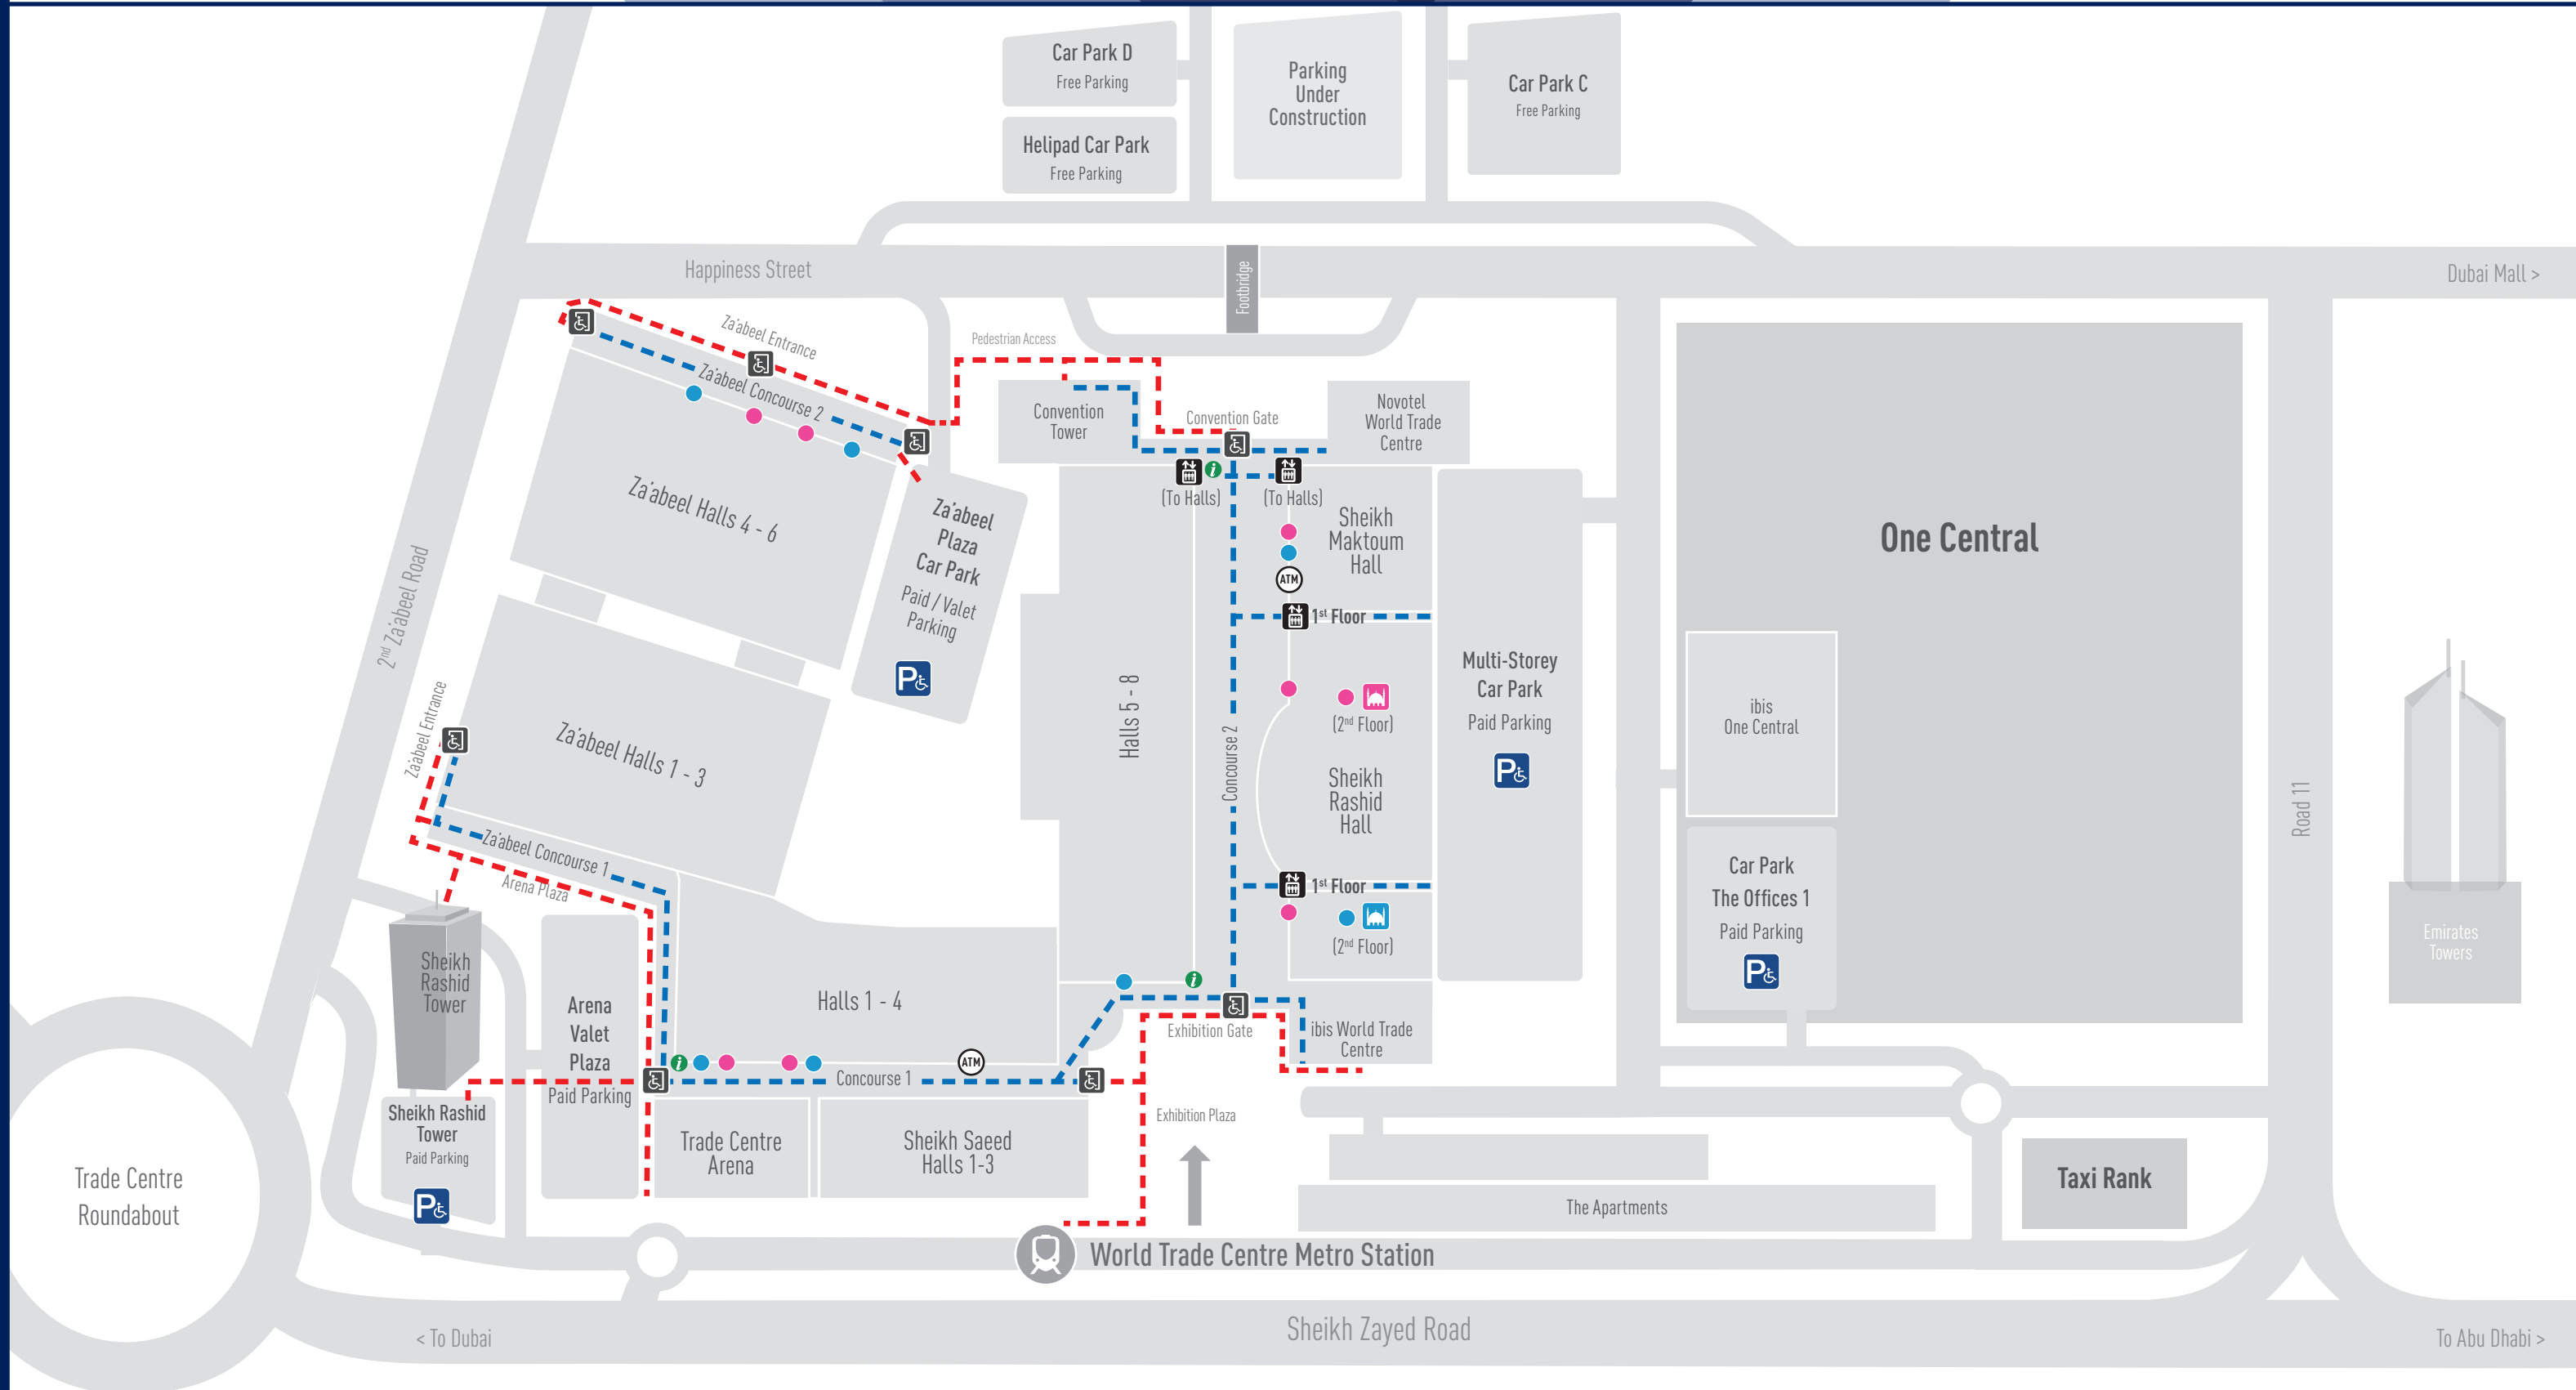 Car Park D
Free Parking
Helipad Car Park
Free Parking
Parking
Under
Construction
Car Park C
Free Parking
Happiness Street
Footbridge
Dubai Mall >
Za'abeel Entrance
Za'abeel Concourse 2
Pedestrian Access
Convention
Tower
Convention Gate
Novotel
World Trade
Centre
i
(To Halls)
(To Halls)
Za'abeel Halls 4 - 6
Za'abeel
Plaza
Car Park
Paid / Valet
Parking
P
Sheikh
Maktoum
Hall
ATM
1st Floor
One Central
2nd Za'abeel Road
Za'abeel Entrance
Za'abeel Halls 1 - 3
Halls 5 - 8
Concourse 2
(2nd Floor)
Sheikh
Rashid
Hall
Multi-Storey
Car Park
Paid Parking
P
ibis
One Central
Road 11
Za'abeel Concourse 1
Arena Plaza
1st Floor
(2nd Floor)
Car Park
The Offices 1
Paid Parking
P
Emirates
Towers
Sheikh
Rashid
Tower
Arena
Valet
Plaza
Paid Parking
Halls 1 - 4
i
Exhibition Gate
ibis World Trade
Centre
i
ATM
Concourse 1
Sheikh Rashid
Tower
Paid Parking
P
Trade Centre
Arena
Sheikh Saeed
Halls 1-3
Exhibition Plaza
Trade Centre
Roundabout
The Apartments
Taxi Rank
World Trade Centre Metro Station
< To Dubai
Sheikh Zayed Road
To Abu Dhabi >